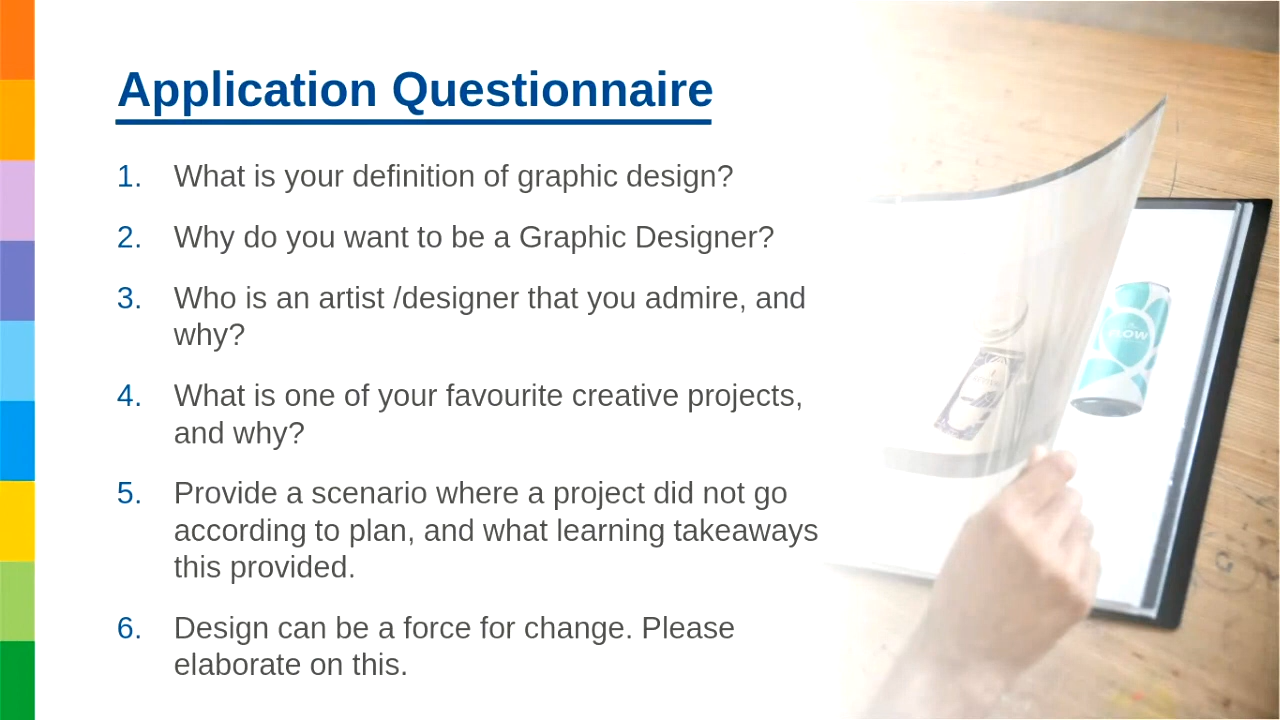 Application Questionnaire
1. What is your definition of graphic design?
2. Why do you want to be a Graphic Designer?
3. Who is an artist /designer that you admire, and
why?
4. What is one of your favourite creative projects,
and why?
5. Provide a scenario where a project did not go
according to plan, and what learning takeaways
this provided.
6. Design can be a force for change. Please
elaborate on this.